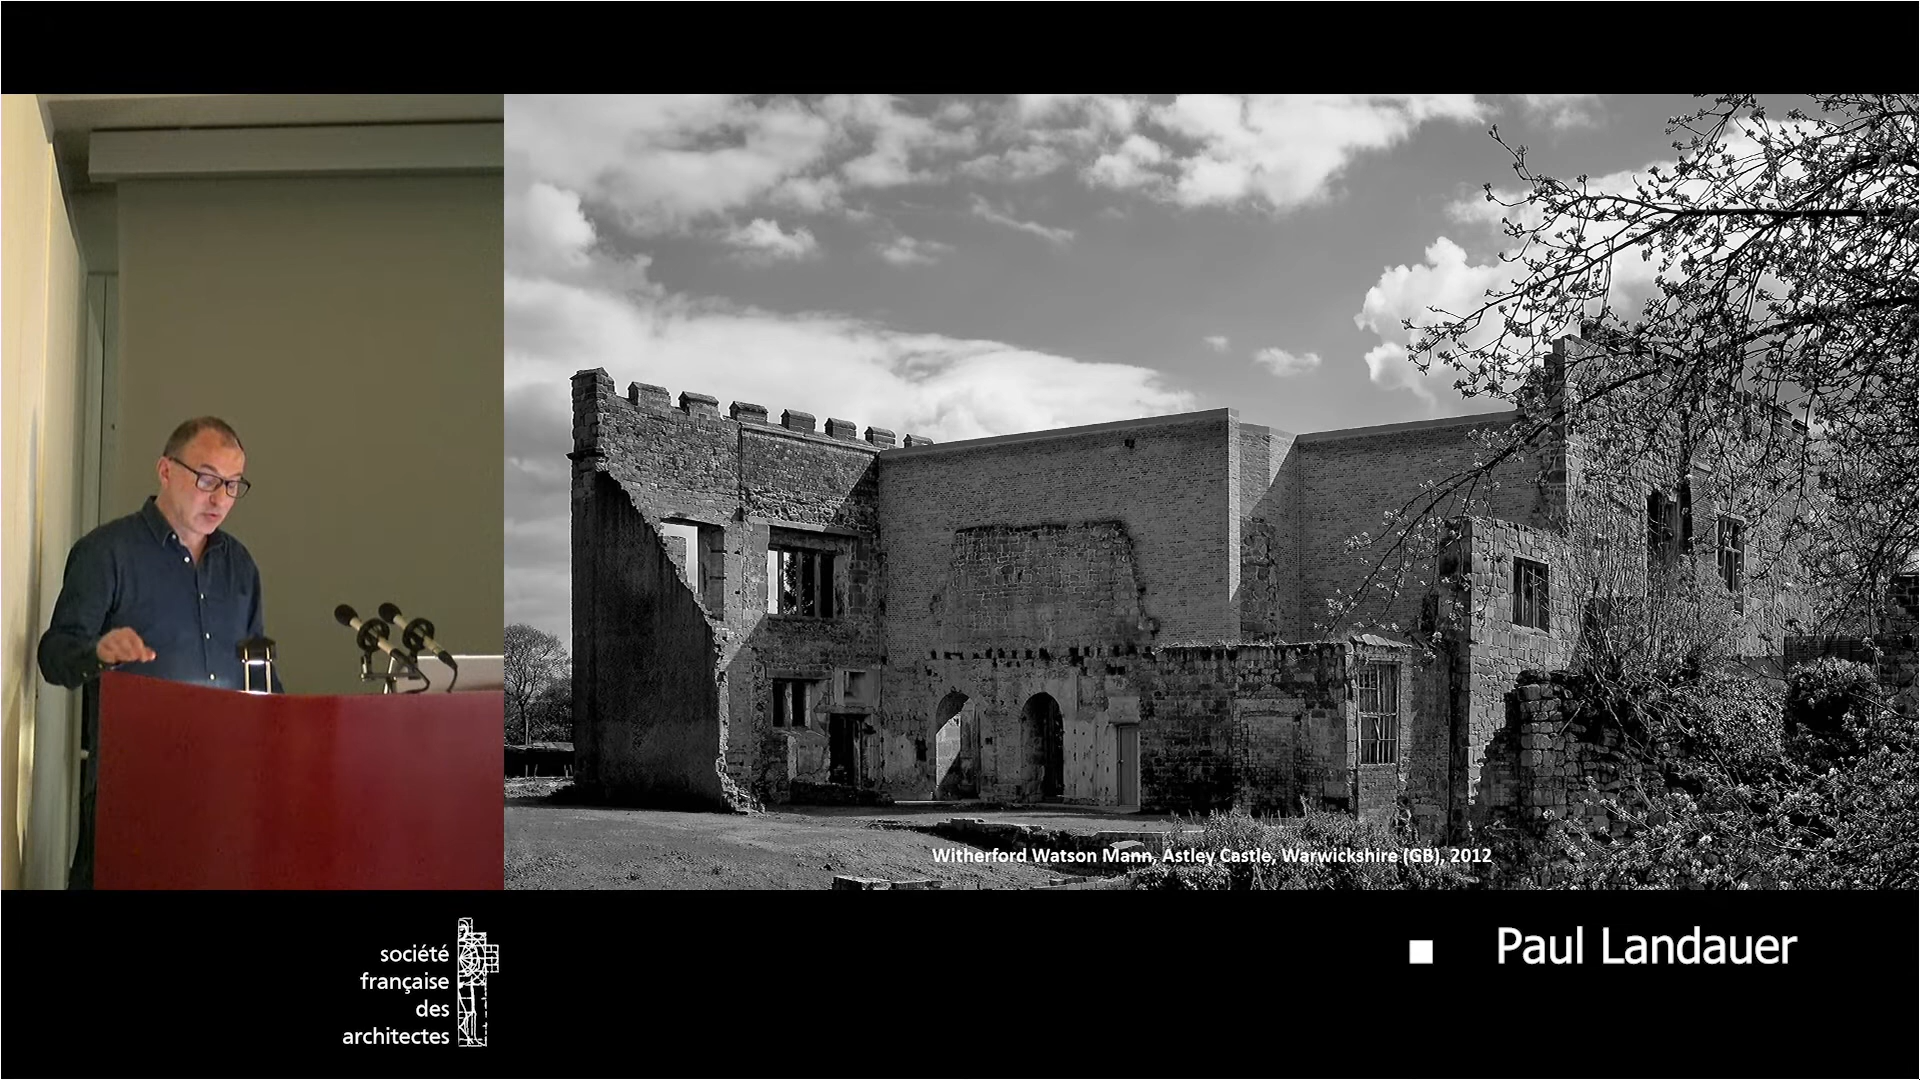 Witherford Watson Mann, Astley Castle, Warwickshire (GB), 2012
société
française
des
architectes
Paul Landauer